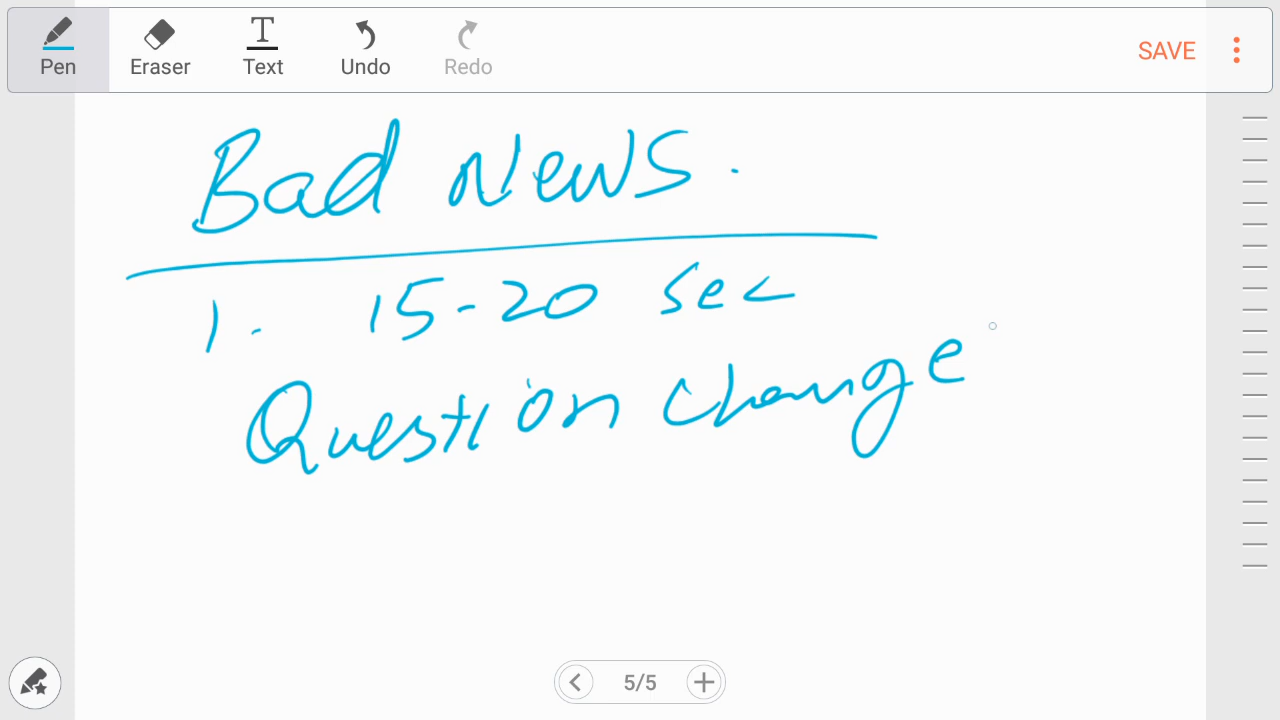 Pen Eraser Text Undo Redo SAVE
Bad News.
1. 15-20 sec
Question change
5/5